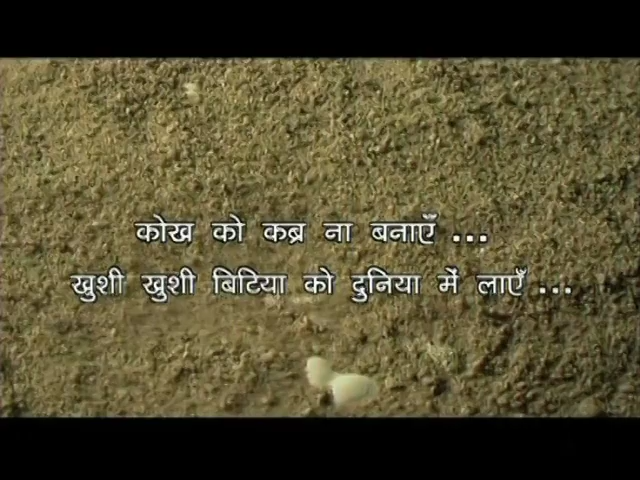 कोख को कब्र ना बनाएँ ...
खुशी खुशी बिटिया को दुनिया में लाएँ ...